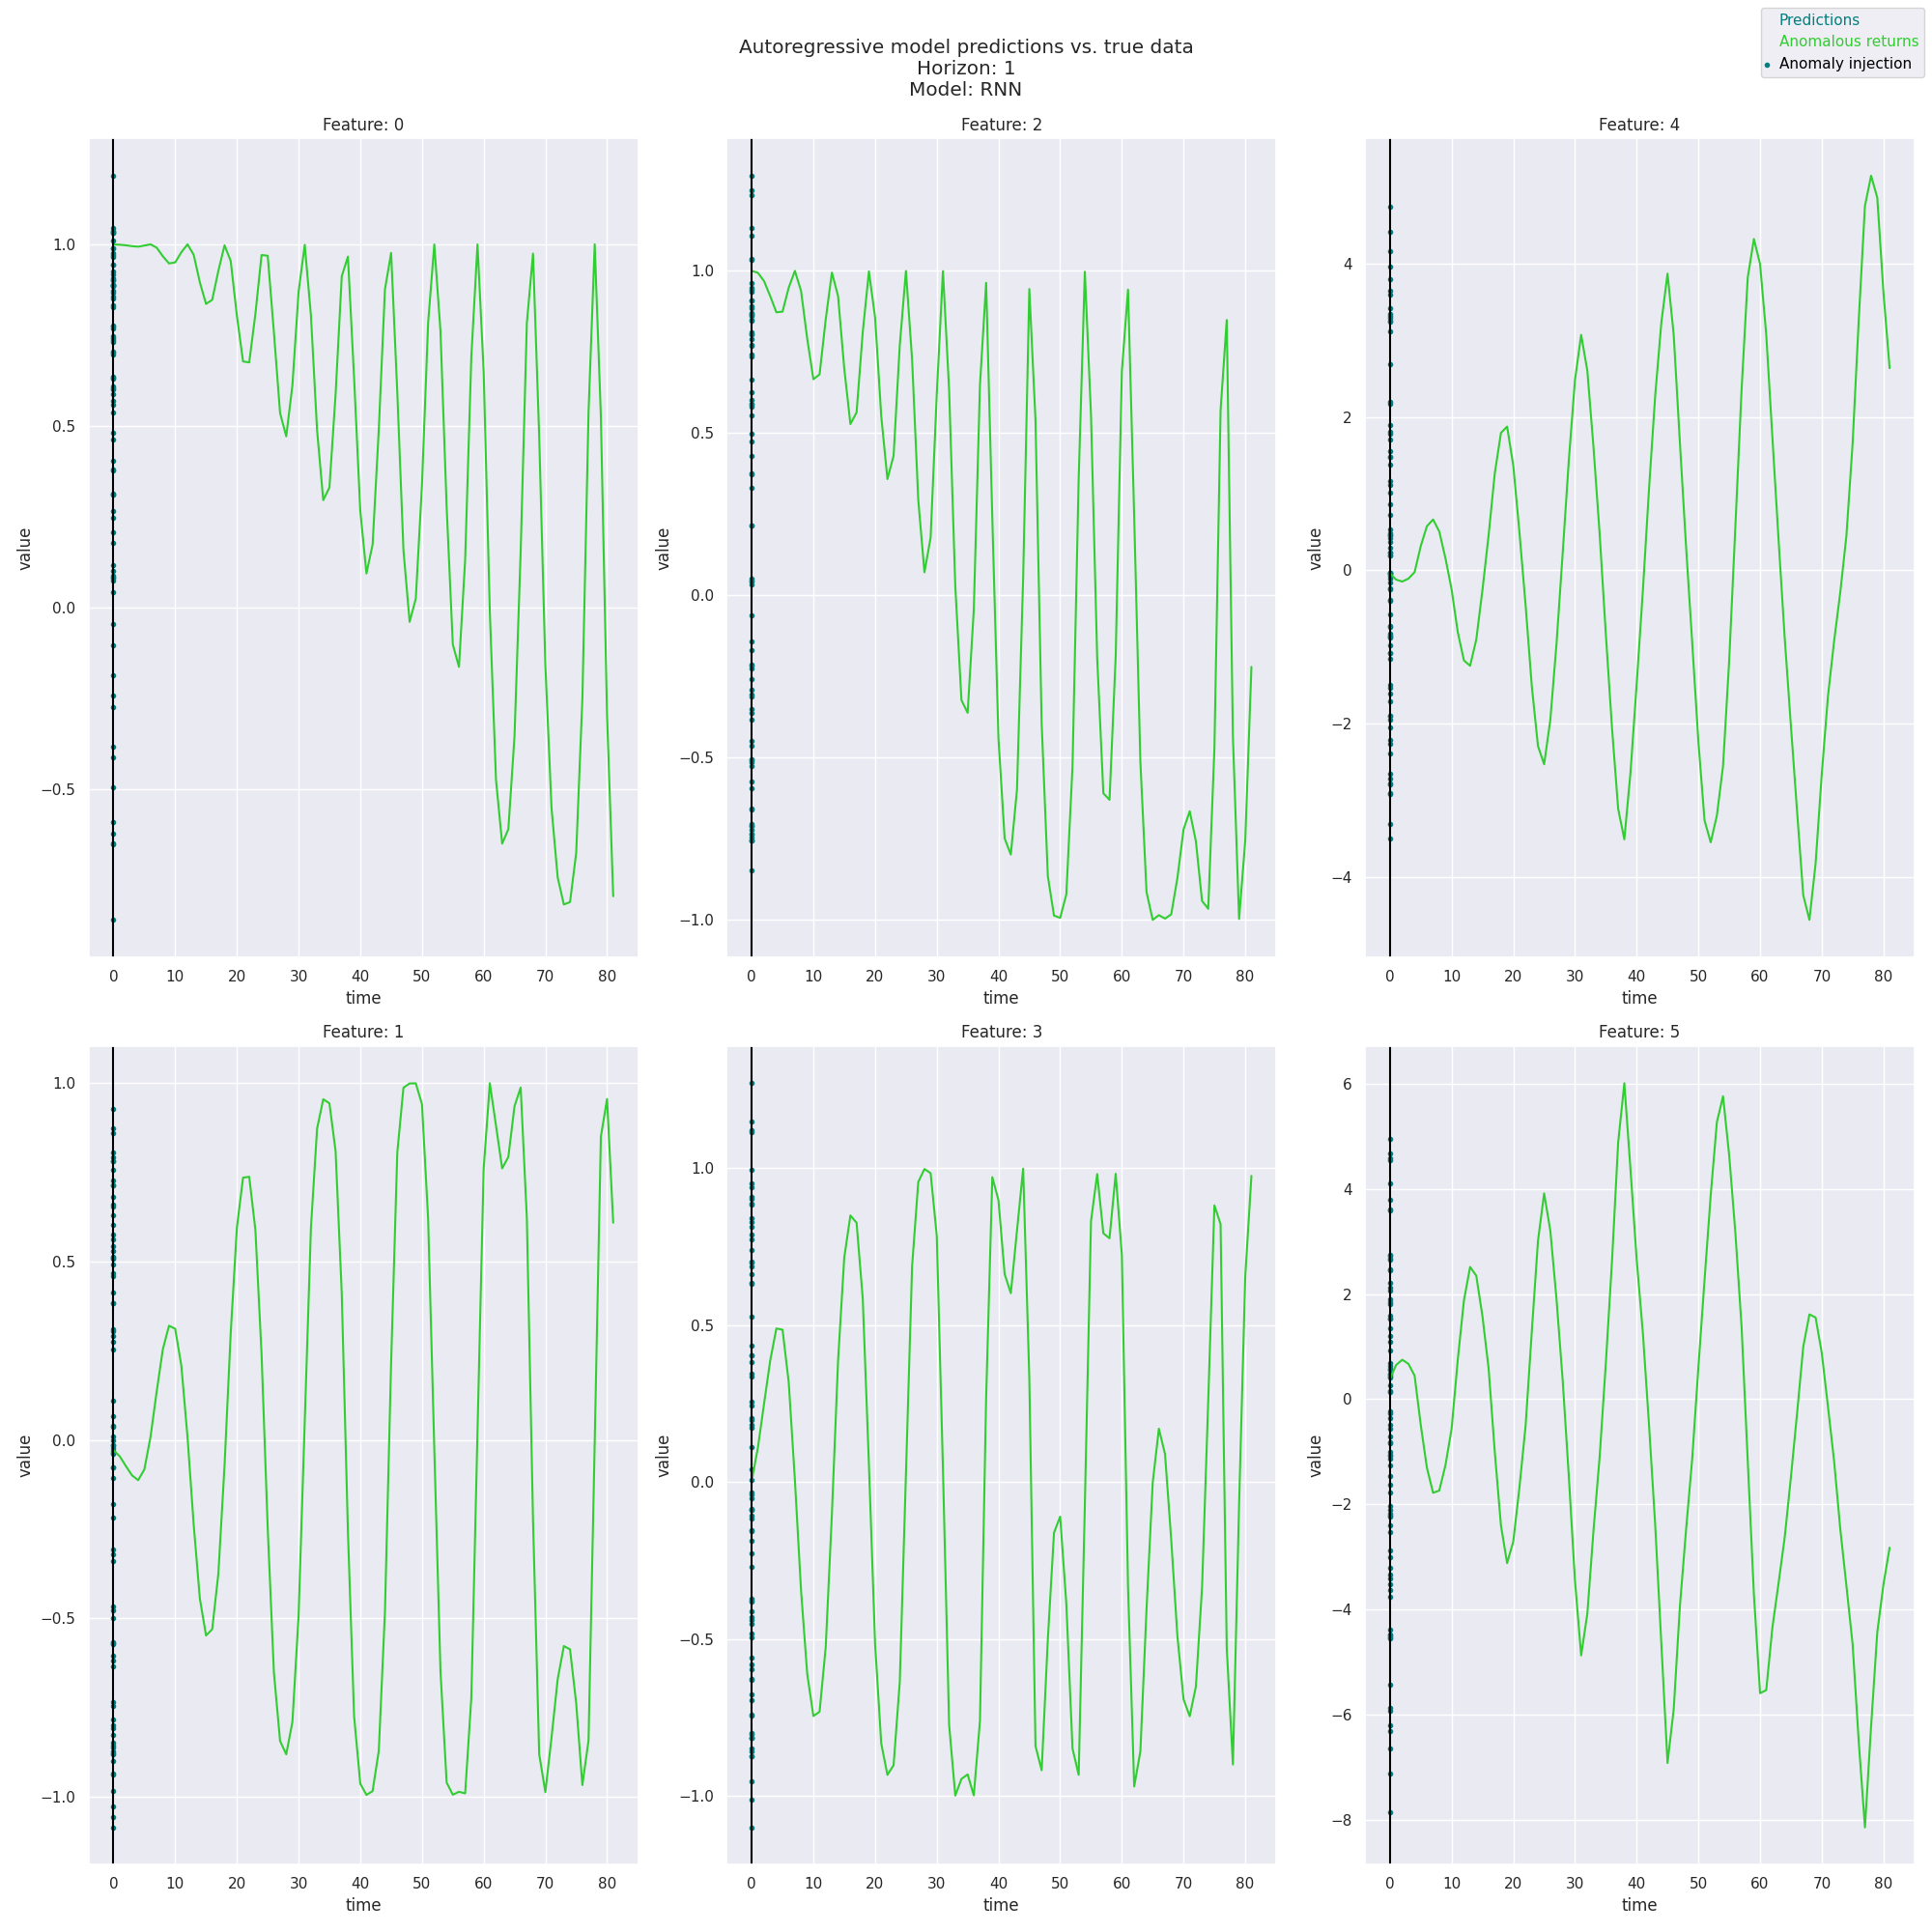 Predictions
Anomalous returns
Anomaly injection
Autoregressive model predictions vs. true data
Horizon: 1
Model: RNN
Feature: 0
value
1.0
0.5
0.0
−0.5
0 10 20 30 40 50 60 70 80
time
Feature: 2
value
1.0
0.5
0.0
−0.5
−1.0
0 10 20 30 40 50 60 70 80
time
Feature: 4
value
4
2
0
−2
−4
0 10 20 30 40 50 60 70 80
time
Feature: 1
value
1.0
0.5
0.0
−0.5
−1.0
0 10 20 30 40 50 60 70 80
time
Feature: 3
value
1.0
0.5
0.0
−0.5
−1.0
0 10 20 30 40 50 60 70 80
time
Feature: 5
value
6
4
2
0
−2
−4
−6
−8
0 10 20 30 40 50 60 70 80
time